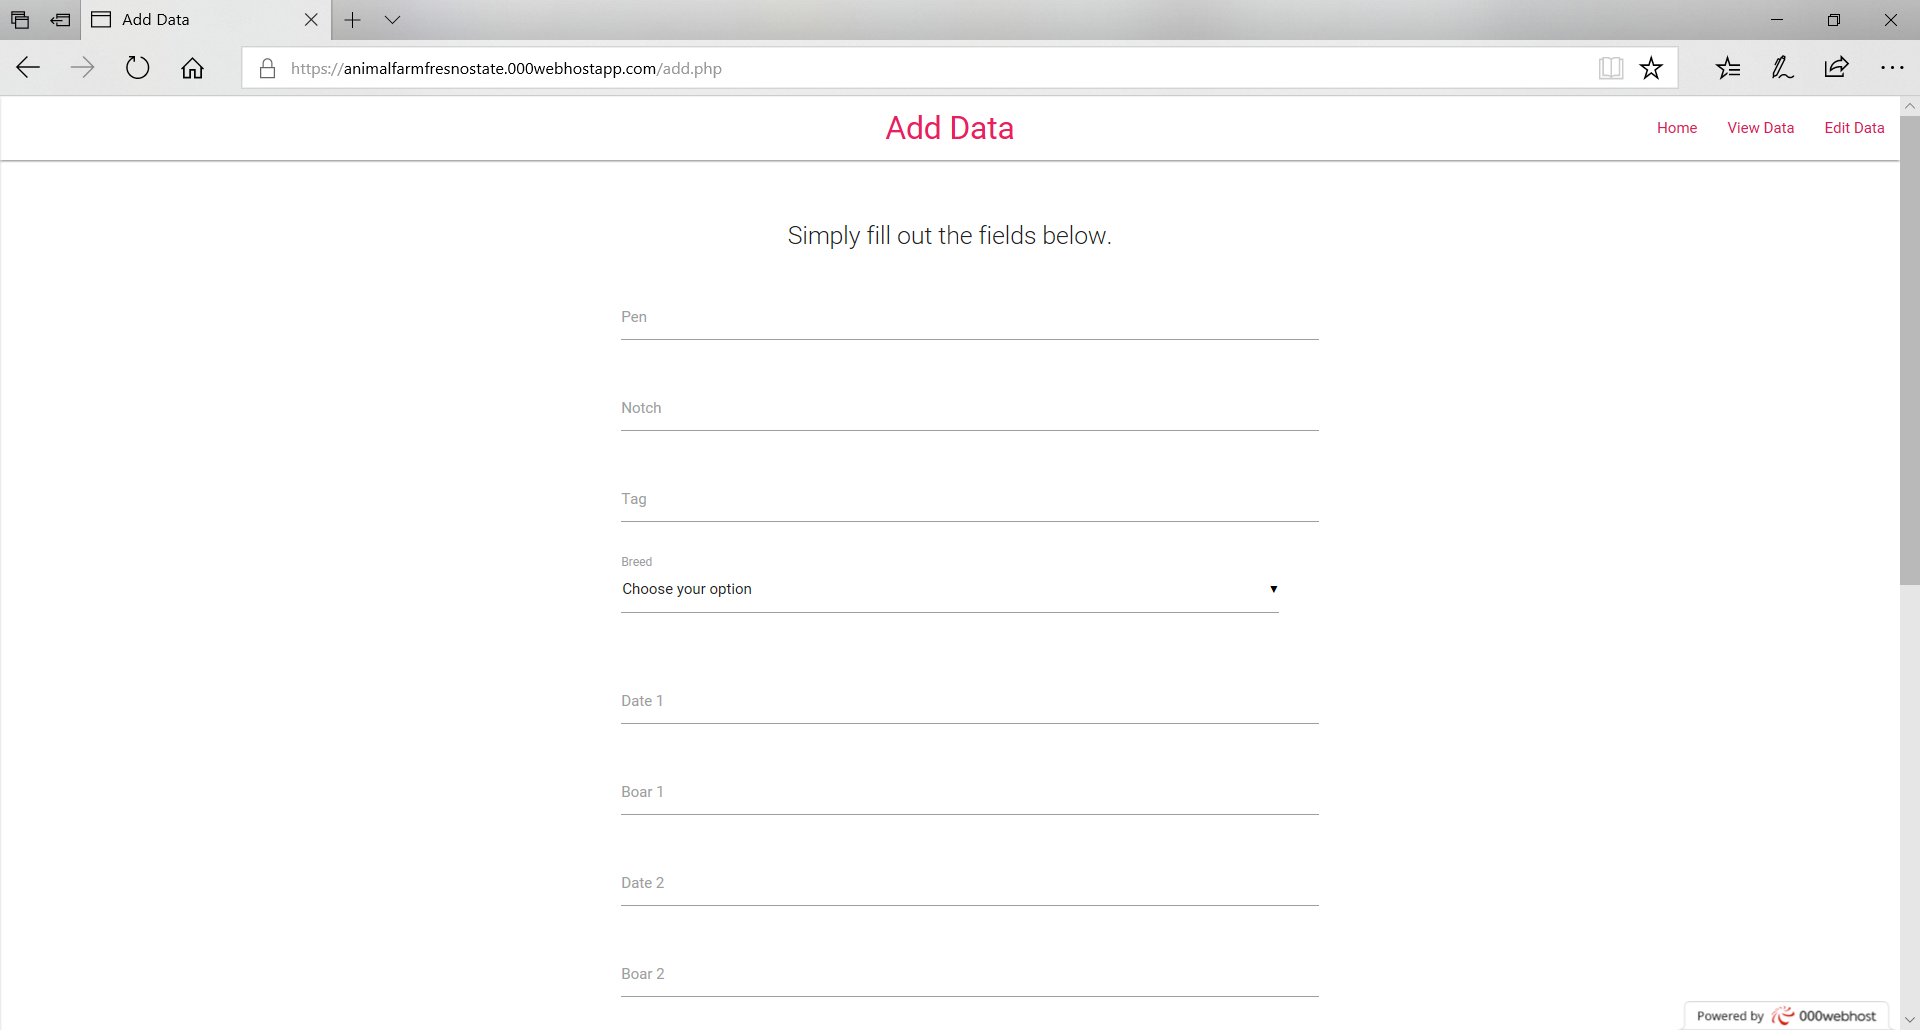 Add Data
https://animalfarmfresnostate.000webhostapp.com/add.php
Add Data
Home View Data Edit Data
Simply fill out the fields below.
Pen
Notch
Tag
Breed
Choose your option
Date 1
Boar 1
Date 2
Boar 2
Powered by 000webhost